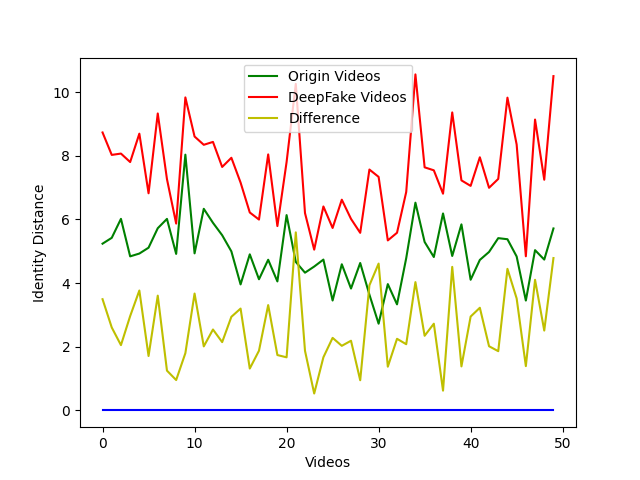 Origin Videos
DeepFake Videos
Difference
Identity Distance
10
8
6
4
2
0
0 10 20 30 40 50
Videos